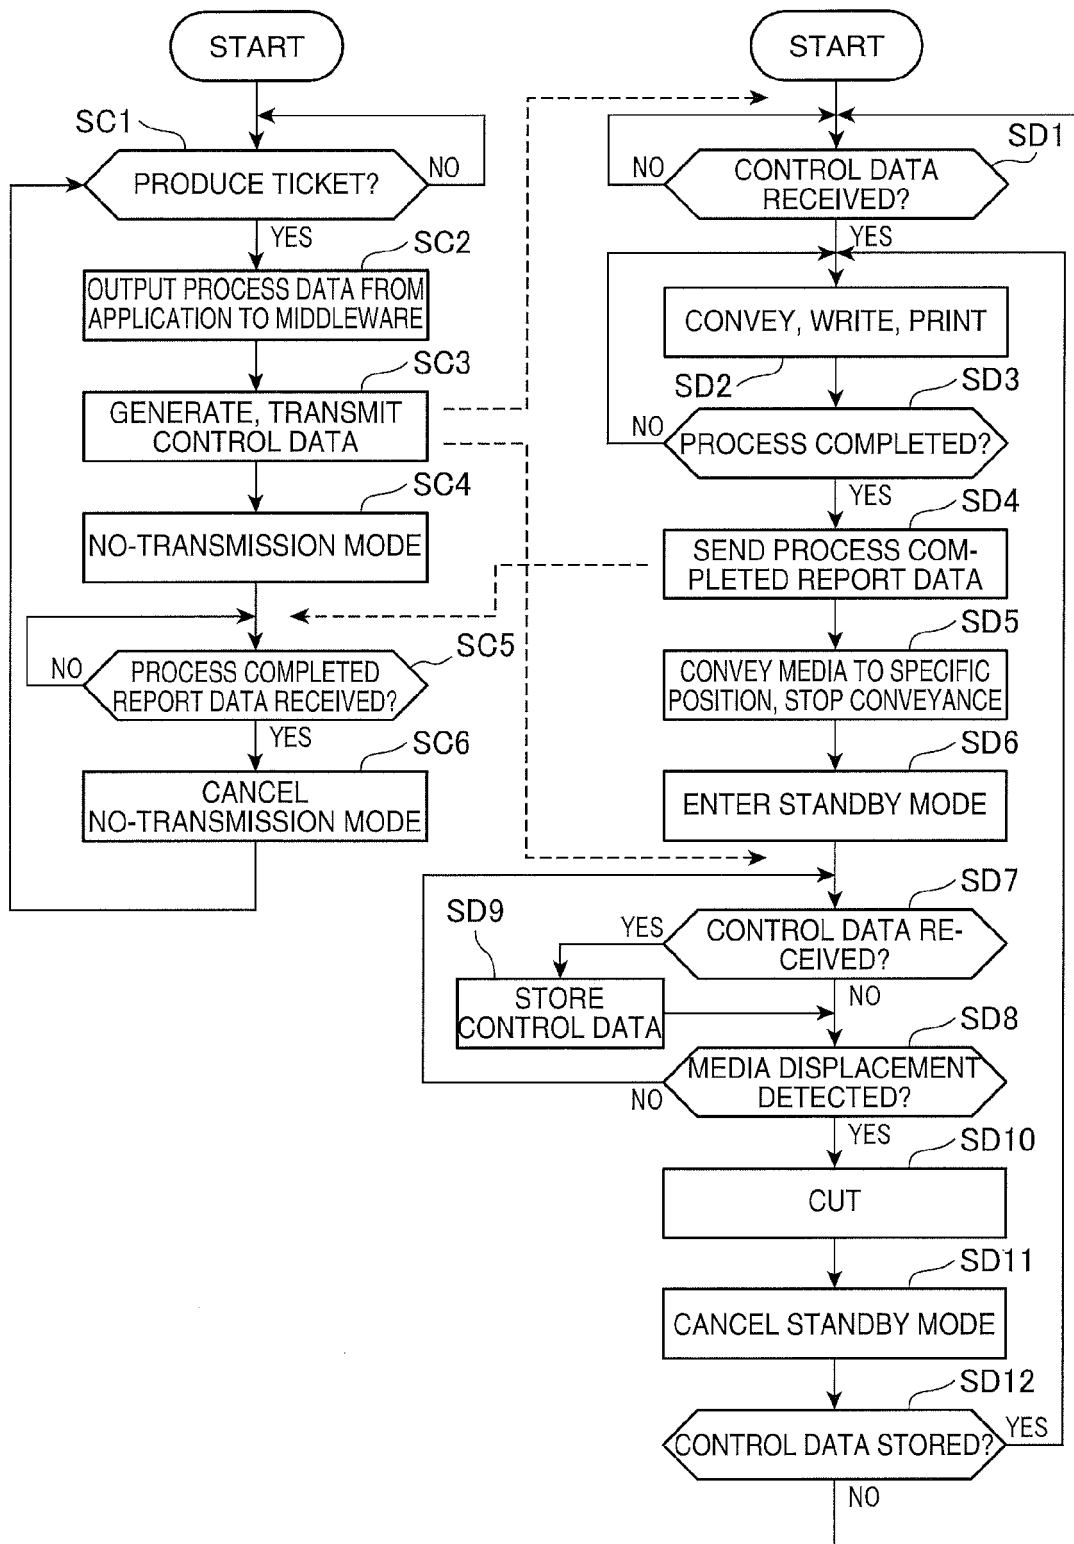 START
SC1
PRODUCE TICKET?
NO
YES
SC2
OUTPUT PROCESS DATA FROM
APPLICATION TO MIDDLEWARE
SC3
GENERATE, TRANSMIT
CONTROL DATA
SC4
NO-TRANSMISSION MODE
SC5
NO
PROCESS COMPLETED
REPORT DATA RECEIVED?
YES
SC6
CANCEL
NO-TRANSMISSION MODE
START
SD1
NO
CONTROL DATA
RECEIVED?
YES
CONVEY, WRITE, PRINT
SD2
SD3
NO
PROCESS COMPLETED?
YES
SD4
SEND PROCESS COM-
PLETED REPORT DATA
SD5
CONVEY MEDIA TO SPECIFIC
POSITION, STOP CONVEYANCE
SD6
ENTER STANDBY MODE
SD7
YES
CONTROL DATA RE-
CEIVED?
NO
SD9
STORE
CONTROL DATA
SD8
MEDIA DISPLACEMENT
DETECTED?
NO
YES
SD10
CUT
SD11
CANCEL STANDBY MODE
SD12
CONTROL DATA STORED?
YES
NO